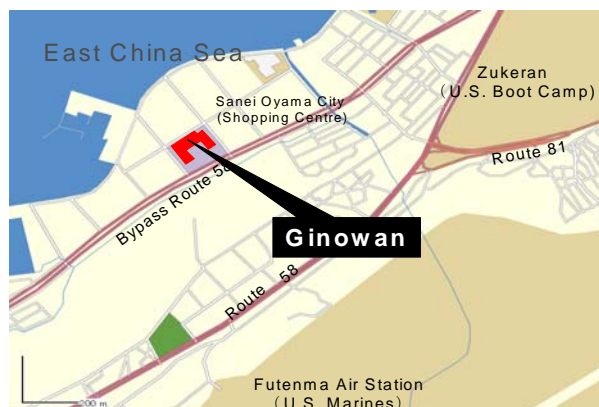 East China Sea
Zukeran
（U.S. Boot Camp)
Sanei Oyama City
(Shopping Centre)
Route 81
Bypass Route 58
Ginowan
Route 58
Futenma Air Station
（U.S. Marines）
200 m